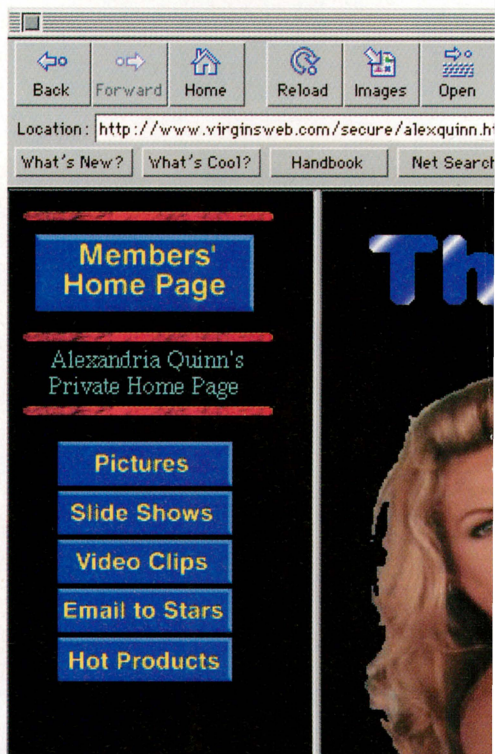 Back Forward Home Reload Images Open
Location: http://www.virginsweb.com/secure/alexquinn.h
What's New? What's Cool? Handbook Net Search
Members'
Home Page
Th
Alexandria Quinn's
Private Home Page
Pictures
Slide Shows
Video Clips
Email to Stars
Hot Products